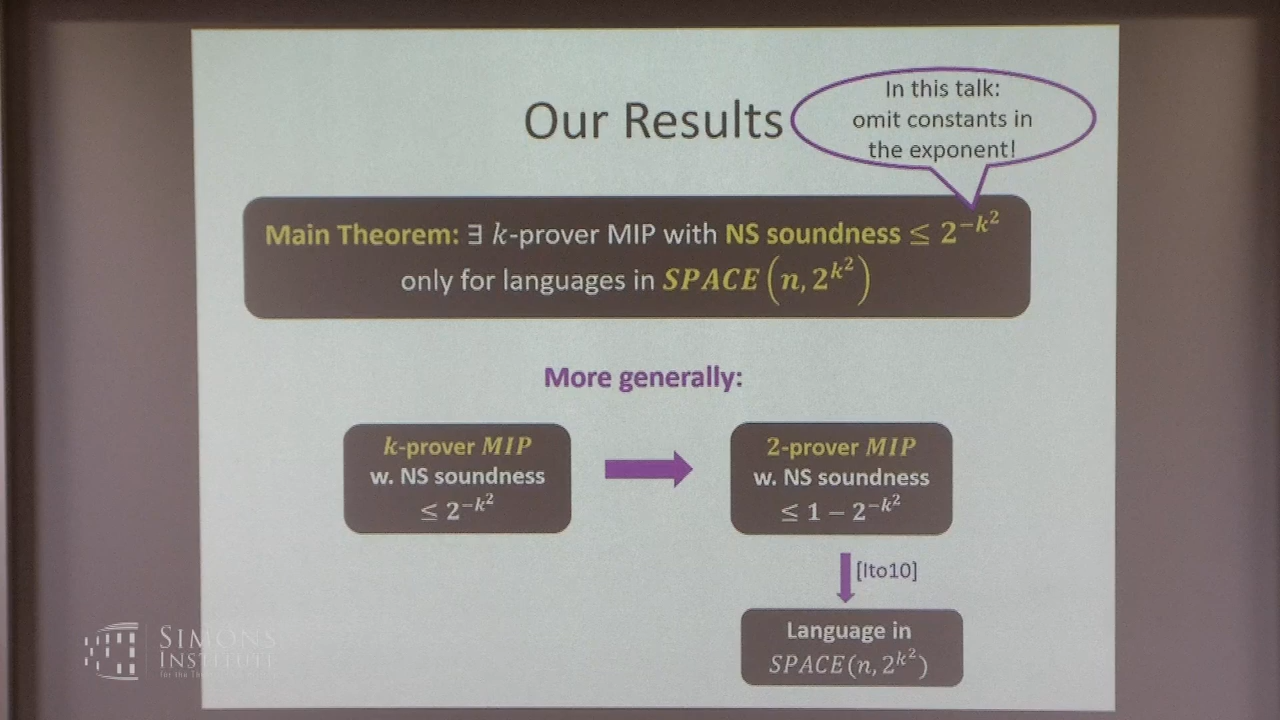 Our Results
In this talk:
omit constants in
the exponent!
Main Theorem: ∃ k-prover MIP with NS soundness ≤ 2^{-k^2}
only for languages in SPACE(n, 2^{k^2})
More generally:
k-prover MIP
w. NS soundness
≤ 2^{-k^2}
2-prover MIP
w. NS soundness
≤ 1 − 2^{-k^2}
[Ito10]
Language in
SPACE(n, 2^{k^2})
SIMONS
INSTITUTE
for the